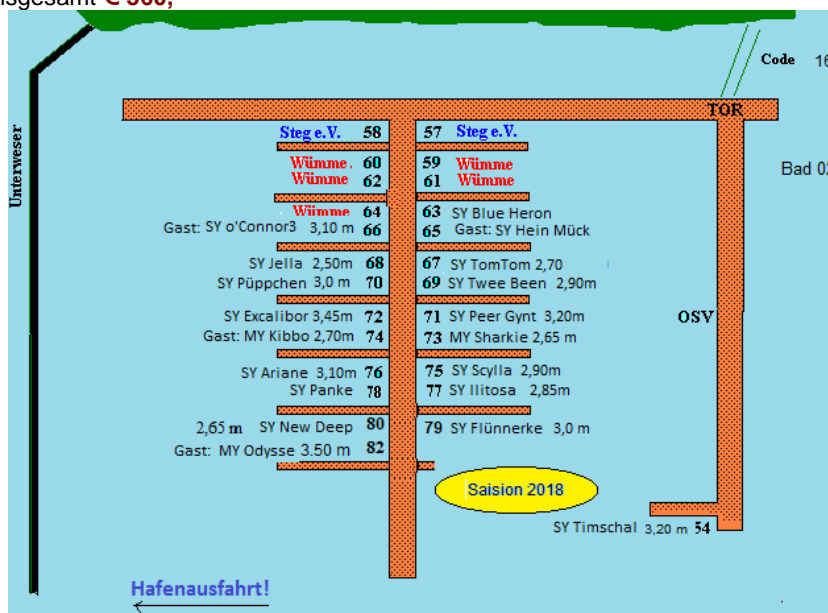 nsgesamt € 560,
Code 16
TOR
Unterweser
Steg e.V. 58 57 Steg e.V.
Wümme . 60 59 Wümme
Wümme 62 61 Wümme
Bad 02
Wümme 64 63 SY Blue Heron
Gast: SY o'Connor3 3,10 m 66 65 Gast: SY Hein Mück
SY Jella 2,50m 68 67 SY TomTom 2,70
SY Püppchen 3,0 m 70 69 SY Twee Been 2,90m
SY Excalibor 3,45m 72 71 SY Peer Gynt 3,20m
OSV
Gast: MY Kibbo 2,70m 74 73 MY Sharkie 2,65 m
SY Ariane 3,10m 76 75 SY Scylla 2,90m
SY Panke 78 77 SY Ilitosa 2,85m
2,65 m SY New Deep 80 79 SY Flünnerke 3,0 m
Gast: MY Odysse 3.50 m 82
Saision 2018
SY Timschal 3,20 m 54
Hafenausfahrt!